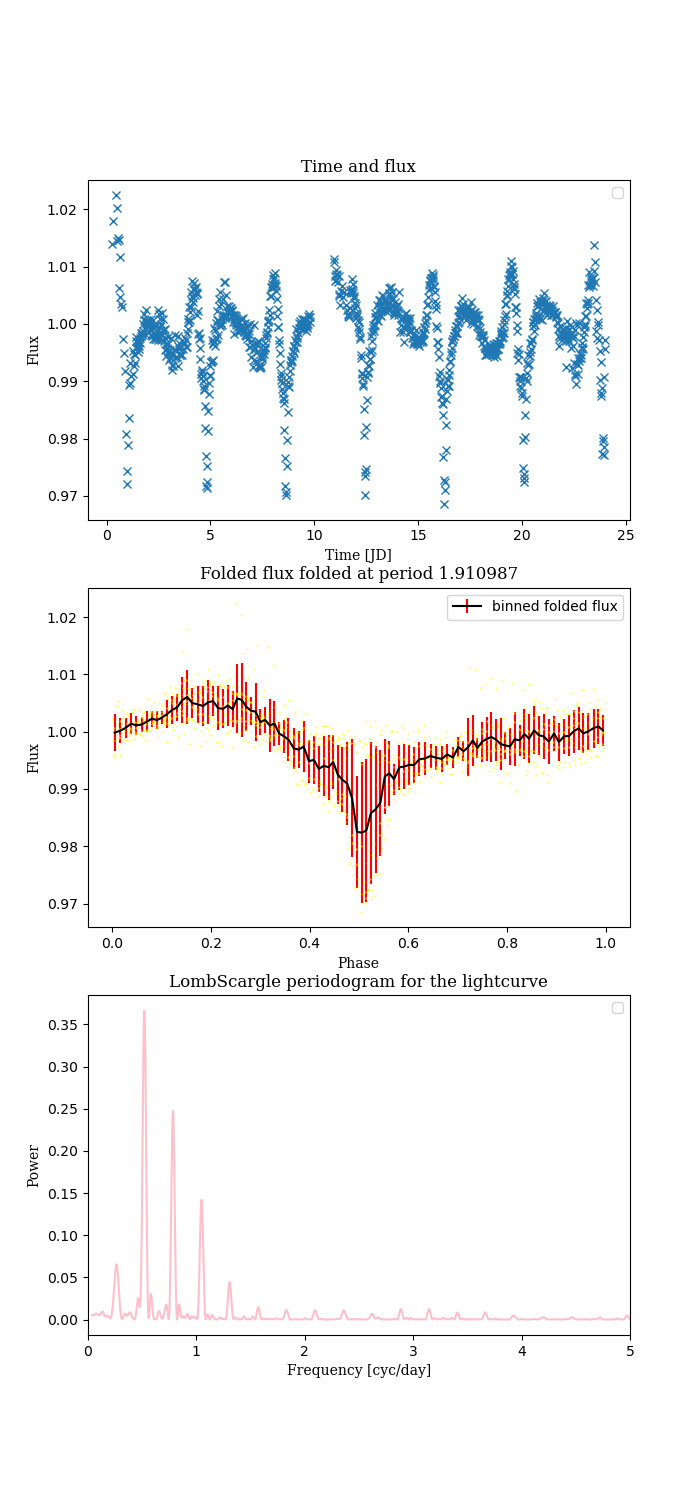 Time and flux
1.02
1.01
1.00
0.99
0.98
0.97
Flux
0 5 10 15 20 25
Time [JD]
Folded flux folded at period 1.910987
binned folded flux
1.02
1.01
1.00
0.99
0.98
0.97
Flux
0.0 0.2 0.4 0.6 0.8 1.0
Phase
LombScargle periodogram for the lightcurve
0.35
0.30
0.25
0.20
0.15
0.10
0.05
0.00
Power
0 1 2 3 4 5
Frequency [cyc/day]